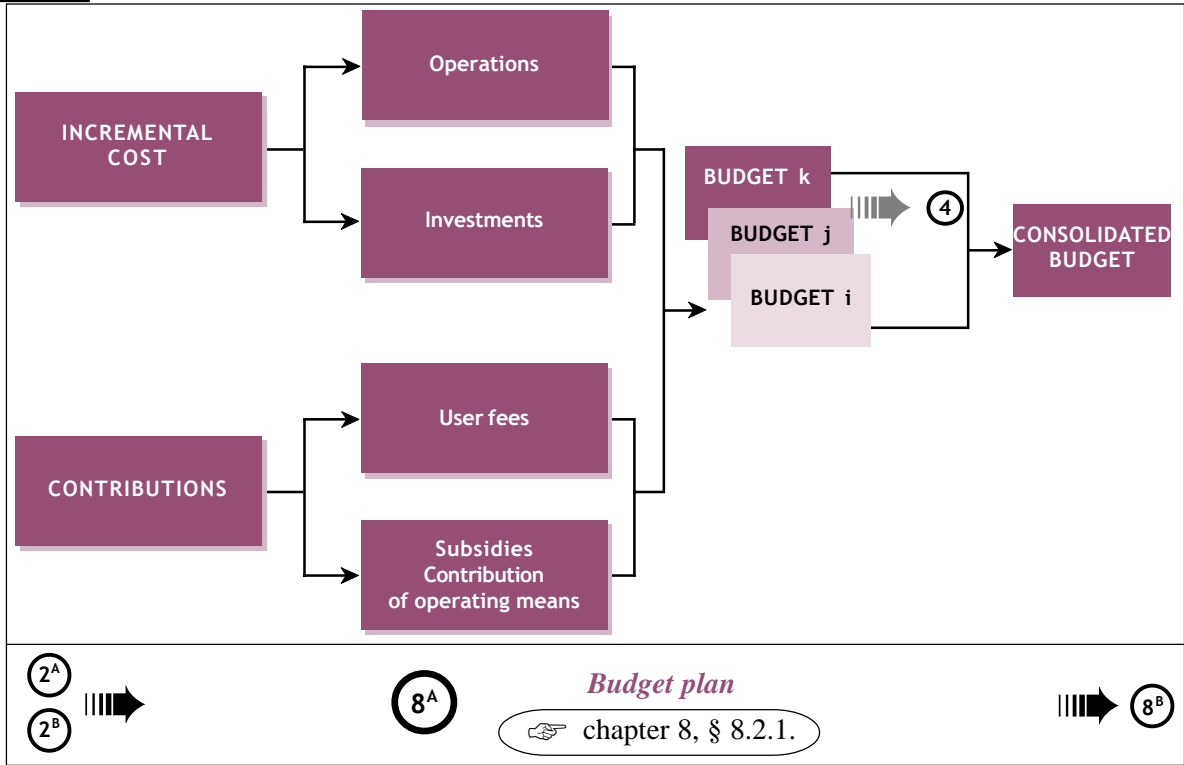 Operations
INCREMENTAL
COST
Investments
BUDGET k
4
BUDGET j
BUDGET i
CONSOLIDATED
BUDGET
User fees
CONTRIBUTIONS
Subsidies
Contribution
of operating means
2A
2B
8A
Budget plan
☞ chapter 8, § 8.2.1.
8B